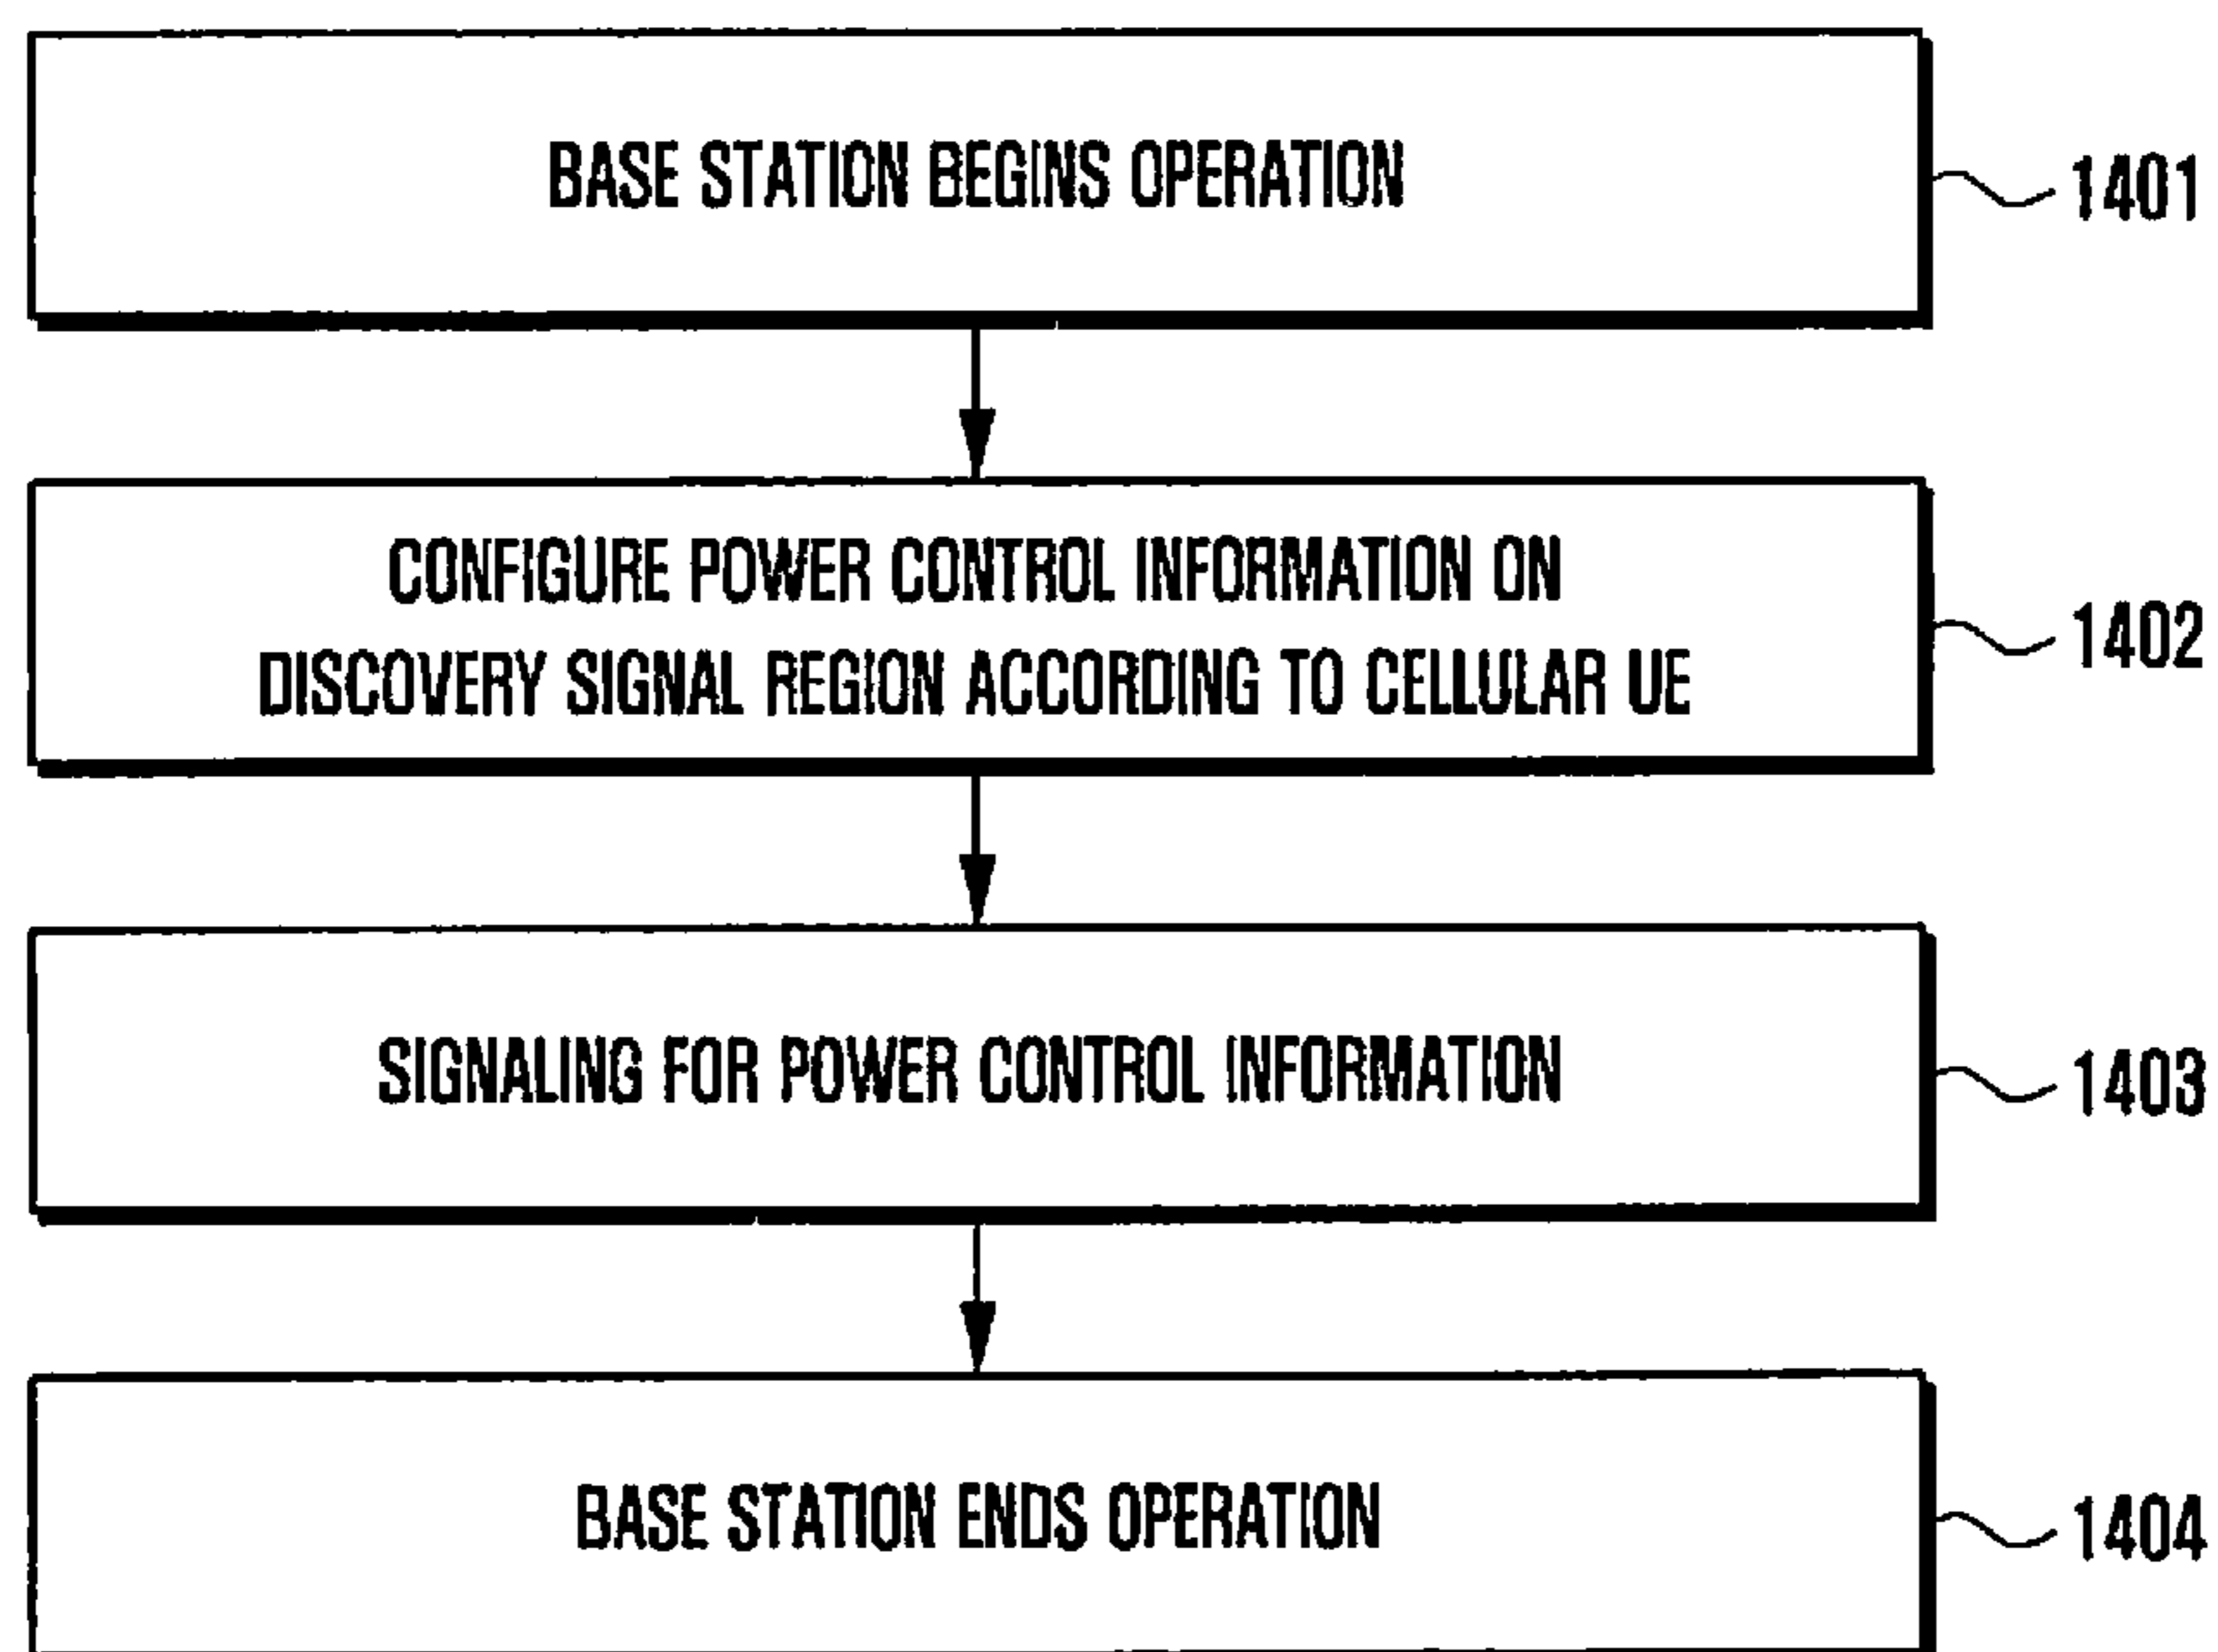 BASE STATION BEGINS OPERATION
1401
CONFIGURE POWER CONTROL INFORMATION ON
DISCOVERY SIGNAL REGION ACCORDING TO CELLULAR UE
1402
SIGNALING FOR POWER CONTROL INFORMATION
1403
BASE STATION ENDS OPERATION
1404